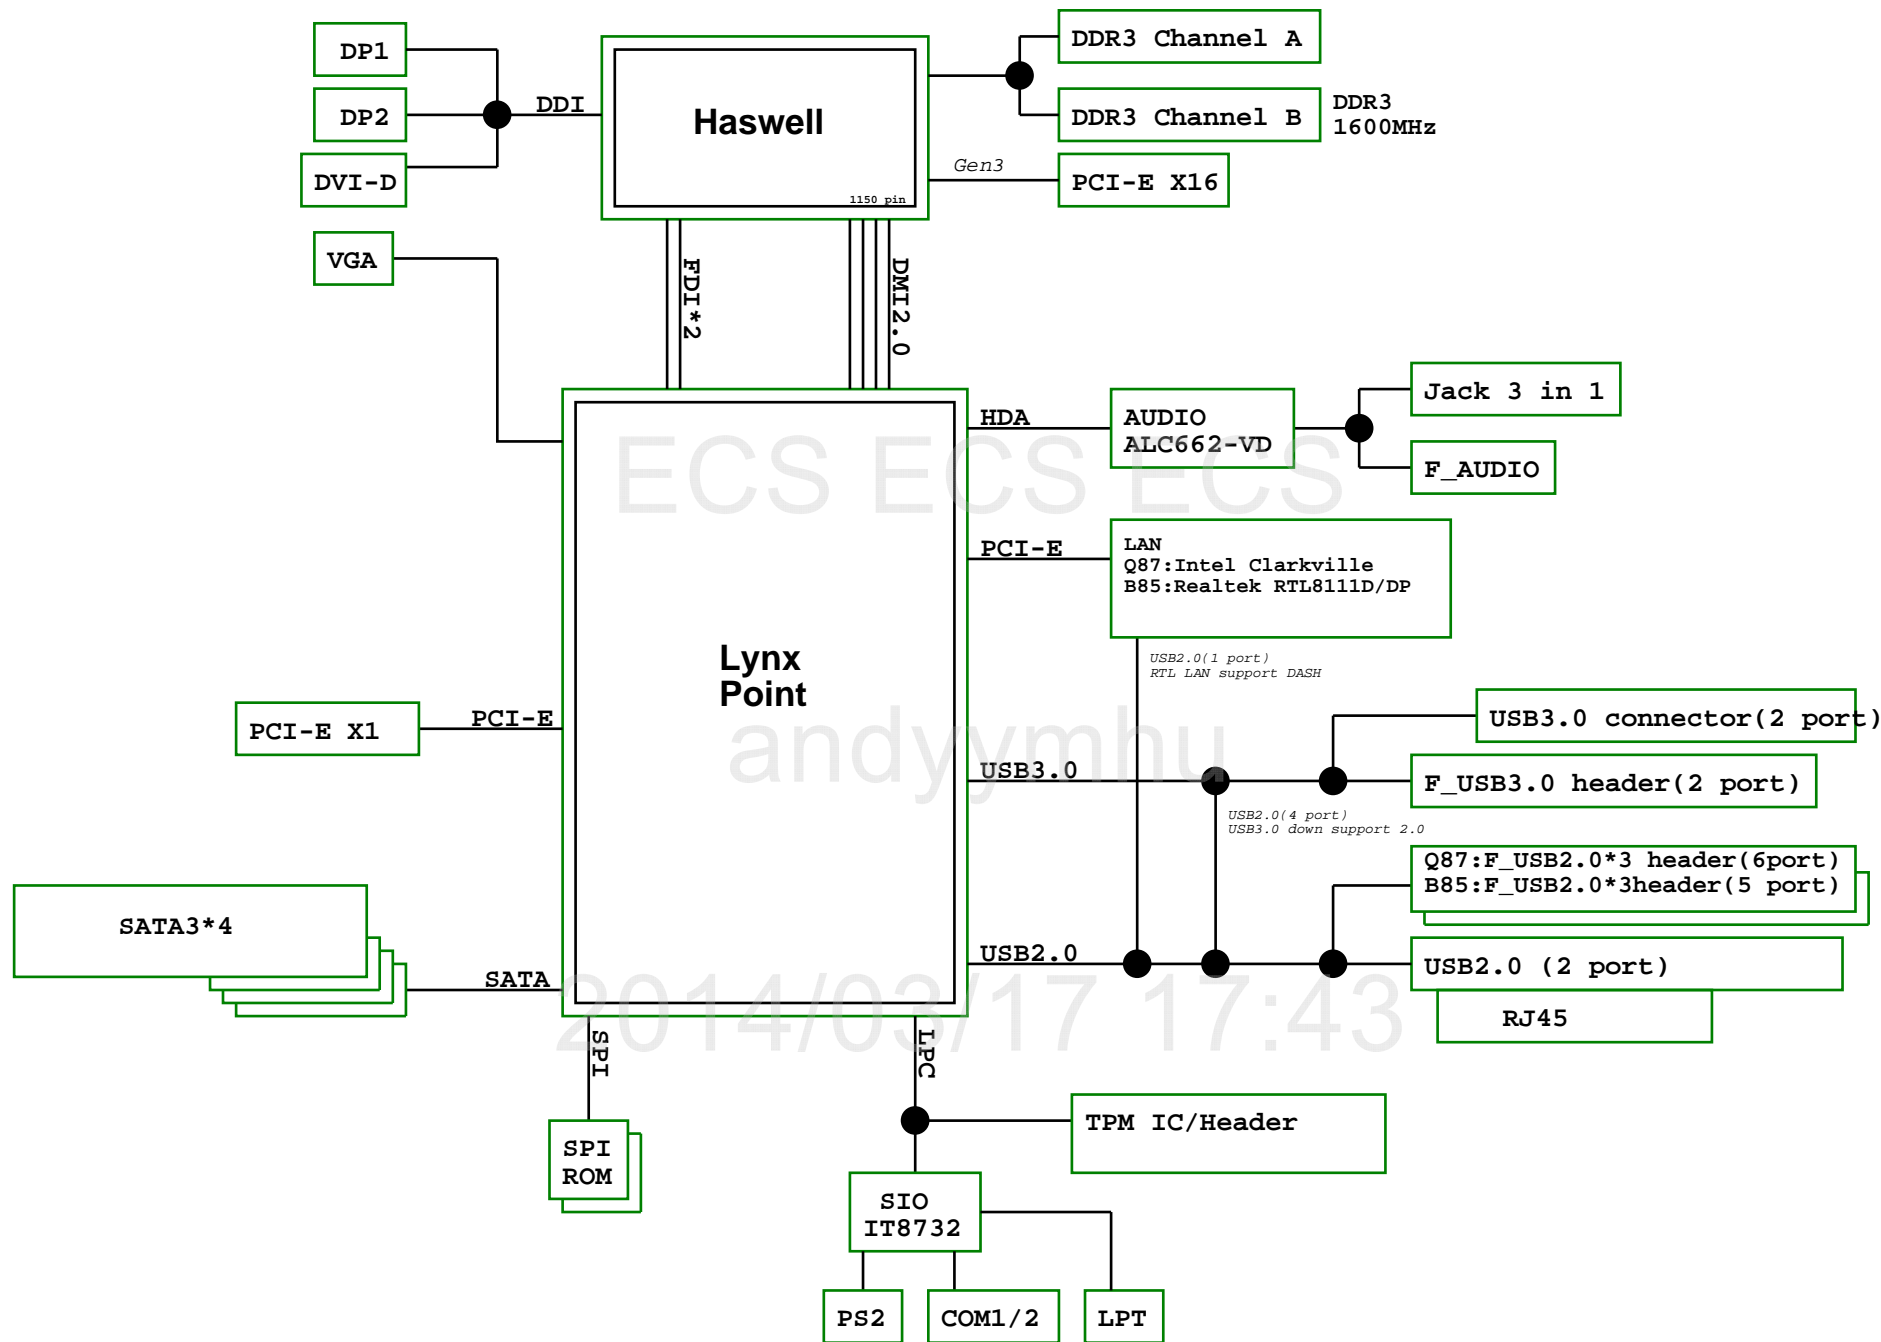 DP1
DP2
DVI-D
DDI
Haswell
1150 pin
DDR3 Channel A
DDR3 Channel B
DDR3
1600MHz
Gen3
PCI-E X16
VGA
FDI*2
DMI2.0
HDA
AUDIO
ALC662-VD
Jack 3 in 1
F_AUDIO
ECS ECS ECS
PCI-E
LAN
Q87:Intel Clarkville
B85:Realtek RTL8111D/DP
USB2.0(1 port)
RTL LAN support DASH
Lynx
Point
PCI-E X1
PCI-E
andyymhu
USB3.0
USB3.0 connector(2 port)
F_USB3.0 header(2 port)
USB2.0(4 port)
USB3.0 down support 2.0
Q87:F_USB2.0*3 header(6port)
B85:F_USB2.0*3header(5 port)
SATA3*4
SATA
USB2.0
USB2.0 (2 port)
RJ45
2014/03/17 17:43
SPI
LPC
SPI
ROM
TPM IC/Header
SIO
IT8732
PS2
COM1/2
LPT